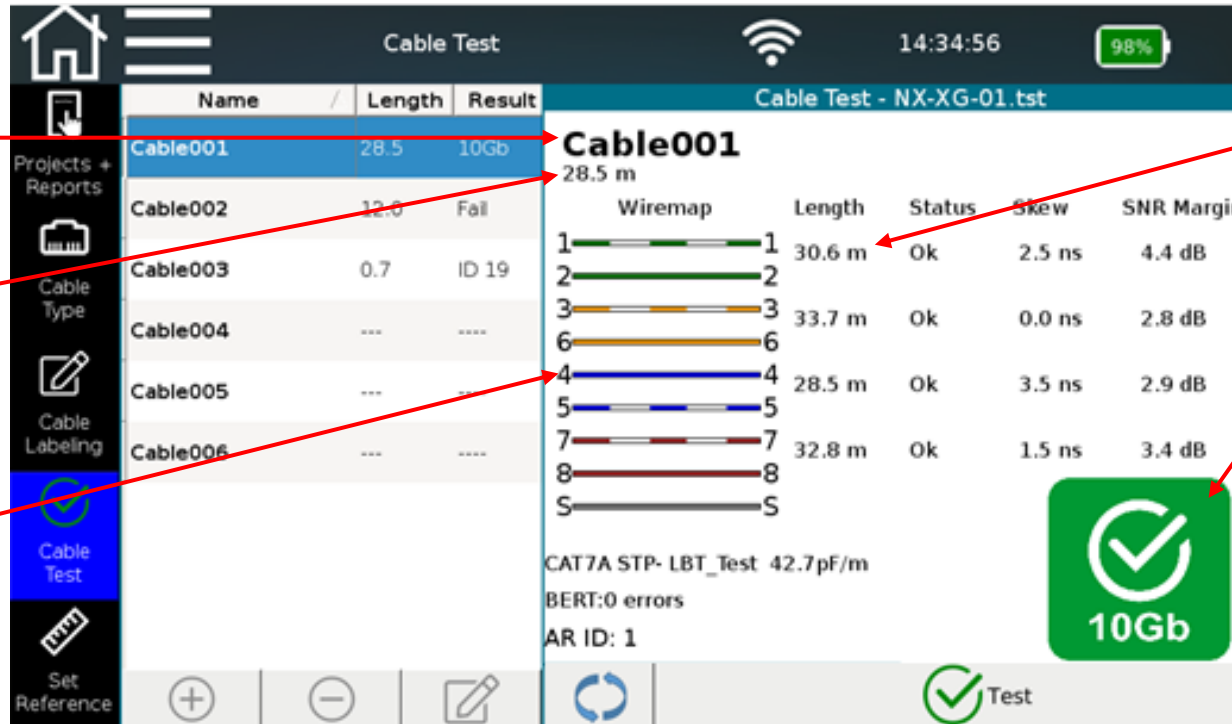 Cable Test 14:34:56 98%
Projects +
Reports
Cable
Type
Cable
Labeling
Cable
Test
Set
Reference
Name / Length Result
Cable001 28.5 10Gb
Cable002 12.0 Fail
Cable003 0.7 ID 19
Cable004 --- ----
Cable005 --- ----
Cable006 --- ----
Cable Test - NX-XG-01.tst
Cable001
28.5 m
Wiremap Length Status Skew SNR Margi
1 1 30.6 m Ok 2.5 ns 4.4 dB
2 2
3 3 33.7 m Ok 0.0 ns 2.8 dB
6 6
4 4 28.5 m Ok 3.5 ns 2.9 dB
5 5
7 7 32.8 m Ok 1.5 ns 3.4 dB
8 8
S S
CAT7A STP- LBT_Test 42.7pF/m
BERT:0 errors
AR ID: 1
10Gb
Test